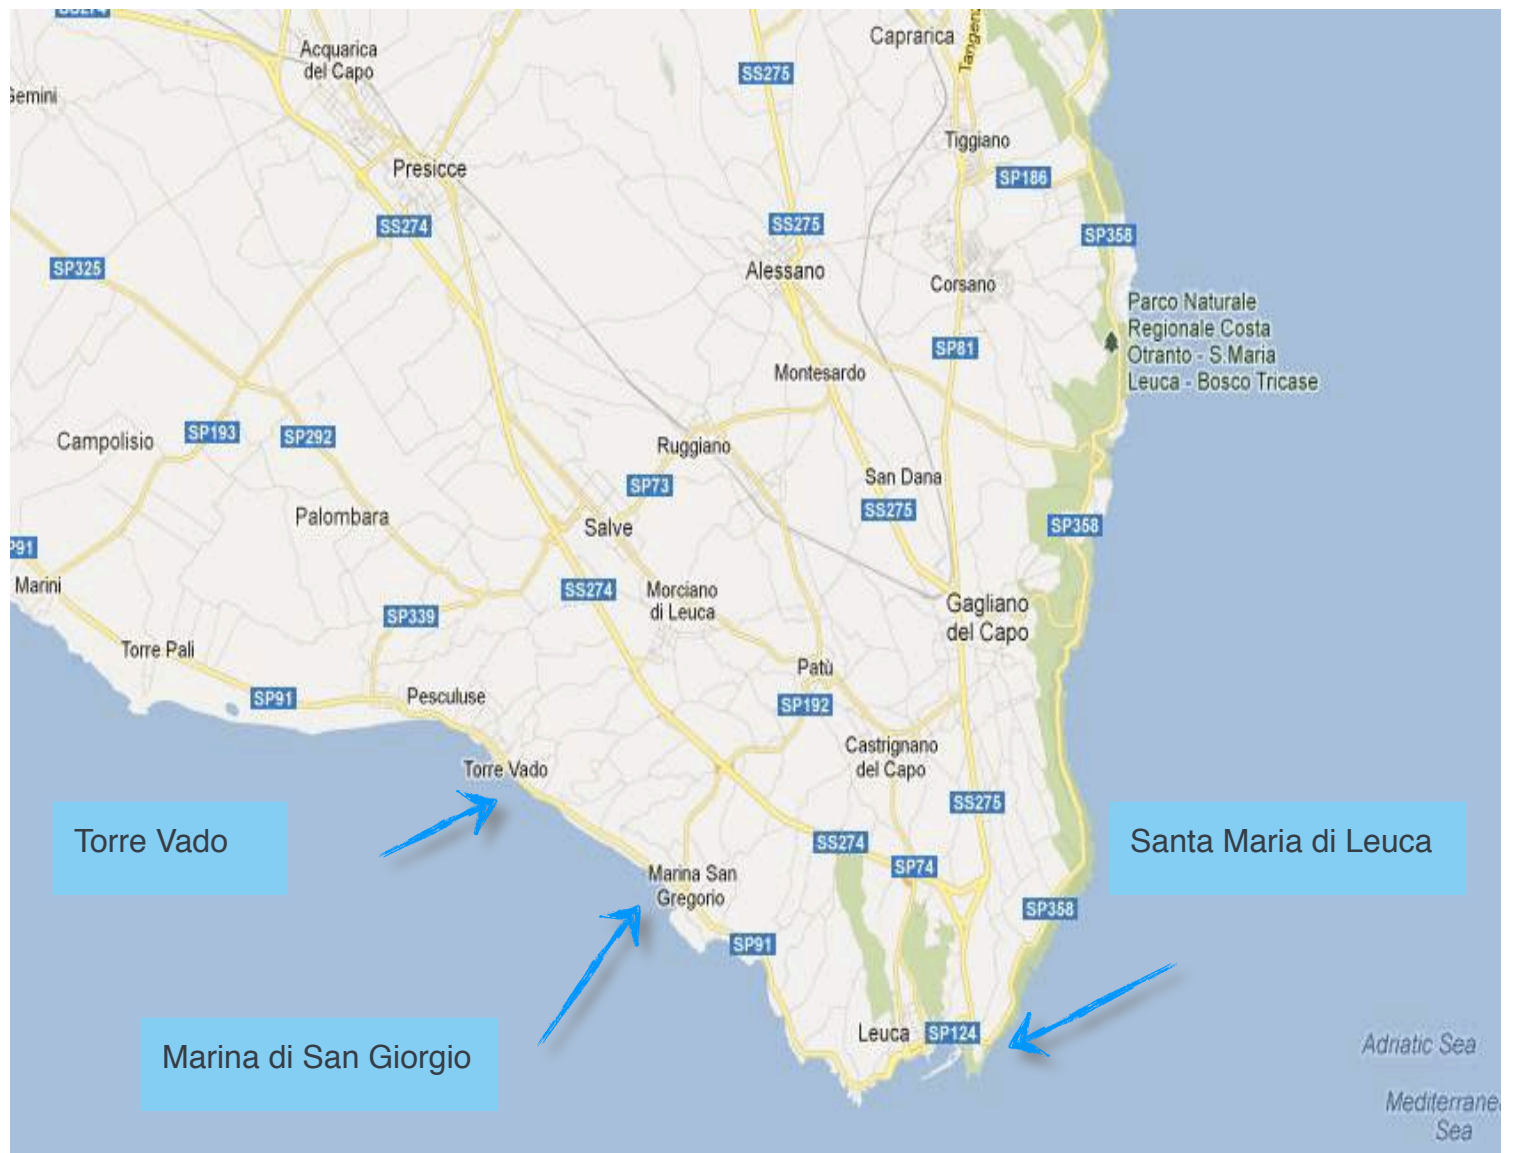 SS274
Caprarica
Tangenz
Acquarica
del Capo
SS275
Gemini
Tiggiano
Presicce
SP186
SS274
SS275
SP358
SP325
Alessano
Corsano
Parco Naturale
Regionale Costa
Otranto - S.Maria
Leuca - Bosco Tricase
SP81
Montesardo
Campolisio
SP193
SP292
Ruggiano
San Dana
SP73
SS275
Palombara
Salve
SP358
P91
Marini
SS274
Morciano
di Leuca
Gagliano
del Capo
SP339
Torre Pali
Patù
SP91
Pesculuse
SP192
Castrignano
del Capo
Torre Vado
SS275
Torre Vado
Santa Maria di Leuca
SS274
SP74
Marina San
Gregorio
SP358
SP91
Leuca
SP124
Marina di San Giorgio
Adriatic Sea
Mediterrane
Sea